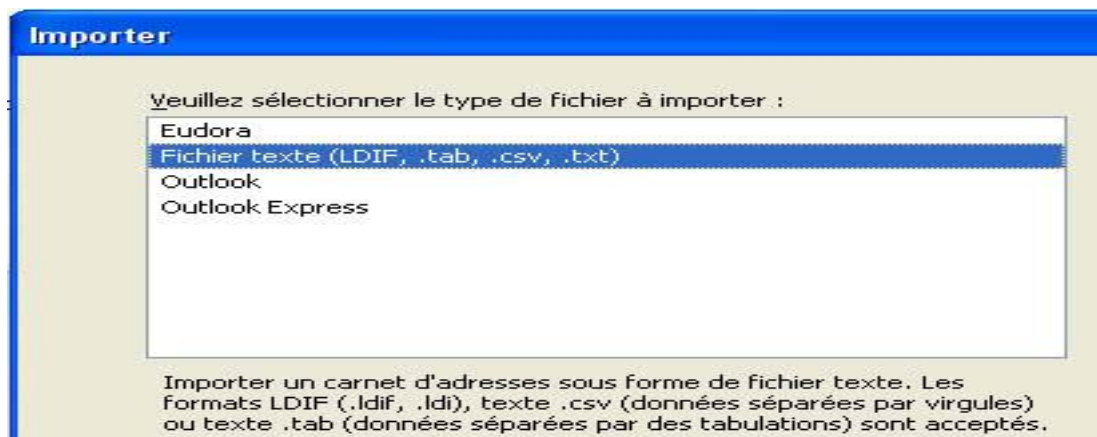 Importer
Veuillez sélectionner le type de fichier à importer :
Eudora
Fichier texte (LDIF, .tab, .csv, .txt)
Outlook
Outlook Express
Importer un carnet d'adresses sous forme de fichier texte. Les
formats LDIF (.ldif, .ldi), texte .csv (données séparées par virgules)
ou texte .tab (données séparées par des tabulations) sont acceptés.